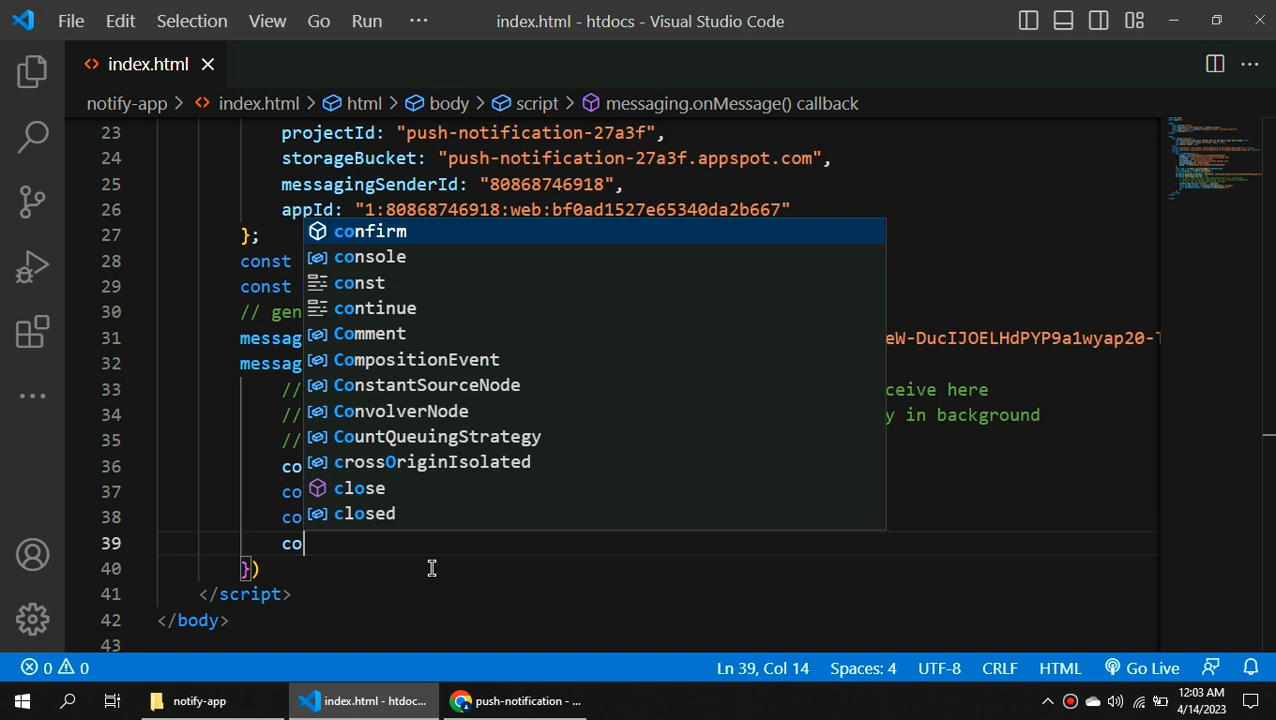 File Edit Selection View Go Run ··· index.html - htdocs - Visual Studio Code
index.html
notify-app > index.html > html > body > script > messaging.onMessage() callback
23 projectId: "push-notification-27a3f",
24 storageBucket: "push-notification-27a3f.appspot.com",
25 messagingSenderId: "80868746918",
26 appId: "1:80868746918:web:bf0ad1527e65340da2b667"
27 };
28 const
29 const
30 // gen
31 messag eW-DucIJOELHdPYP9a1wyap20-T
32 messag
33 // ceive here
34 // y in background
35 //
36 co
37 co
38 co
39 co
40 })
41 </script>
42 </body>
43
confirm
console
const
continue
Comment
CompositionEvent
ConstantSourceNode
ConvolverNode
CountQueuingStrategy
crossOriginIsolated
close
closed
0 0 Ln 39, Col 14 Spaces: 4 UTF-8 CRLF HTML Go Live
notify-app index.html - htdoc... push-notification - ... 12:03 AM
4/14/2023